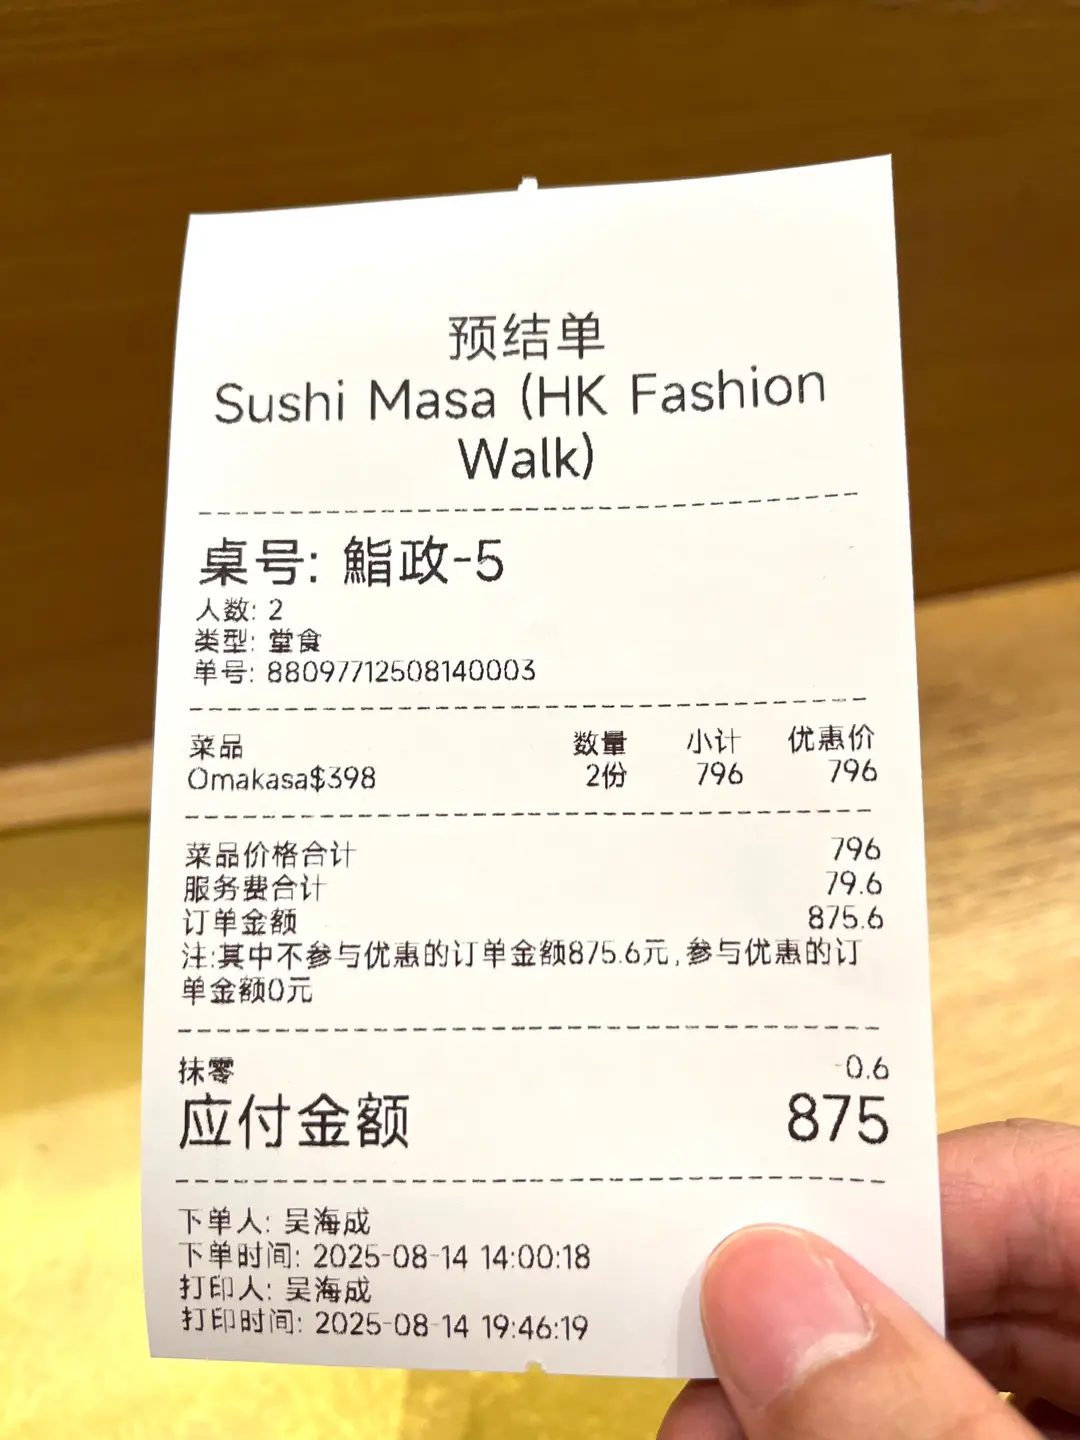 预结单
Sushi Masa (HK Fashion
Walk)
桌号: 鮨政-5
人数: 2
类型: 堂食
单号: 88097712508140003
菜品 数量 小计 优惠价
Omakasa$398 2份 796 796
菜品价格合计 796
服务费合计 79.6
订单金额 875.6
注:其中不参与优惠的订单金额875.6元,参与优惠的订
单金额0元
抹零 -0.6
应付金额 875
下单人: 吴海成
下单时间: 2025-08-14 14:00:18
打印人: 吴海成
打印时间: 2025-08-14 19:46:19